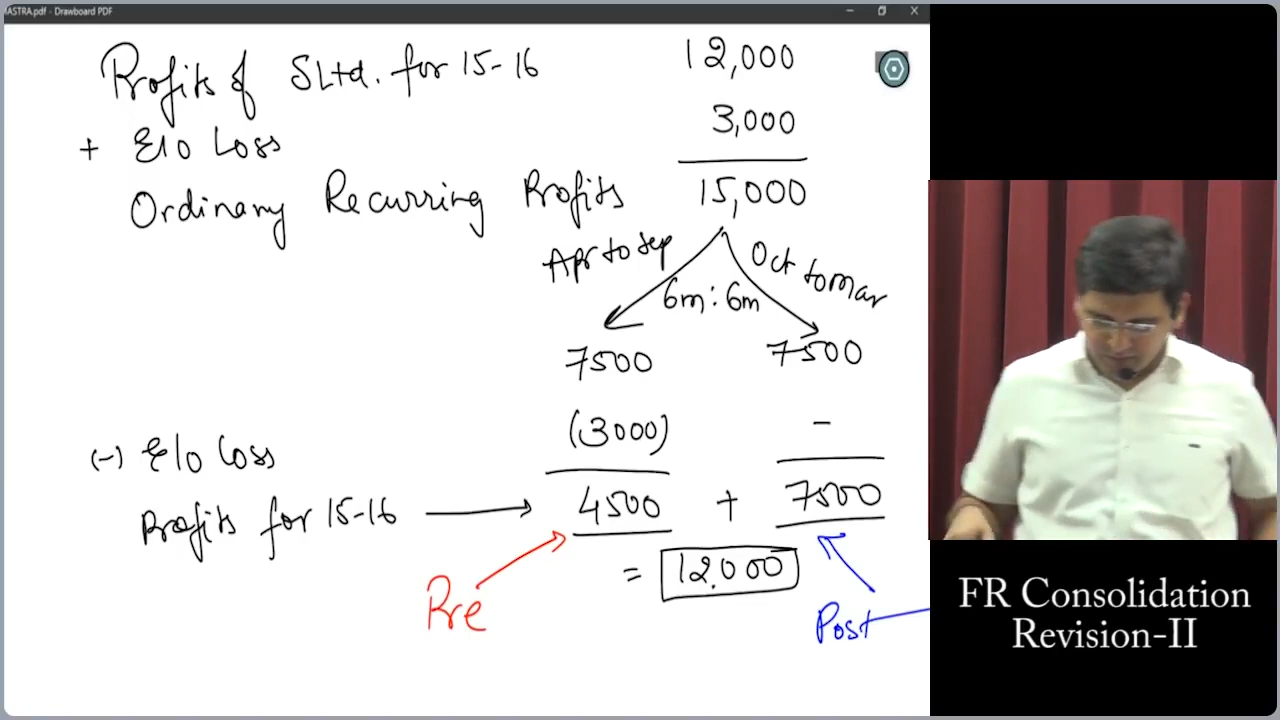 IASTRA.pdf - Drawboard PDF
Profits of S Ltd. for 15-16 12,000
+ E/O Loss 3,000
Ordinary Recurring Profits 15,000
Apr to Sep Oct to Mar
6m : 6m
7500 7500
(-) E/O Loss (3000) -
Profits for 15-16 4500 + 7500
= 12,000
Pre Post
FR Consolidation
Revision-II